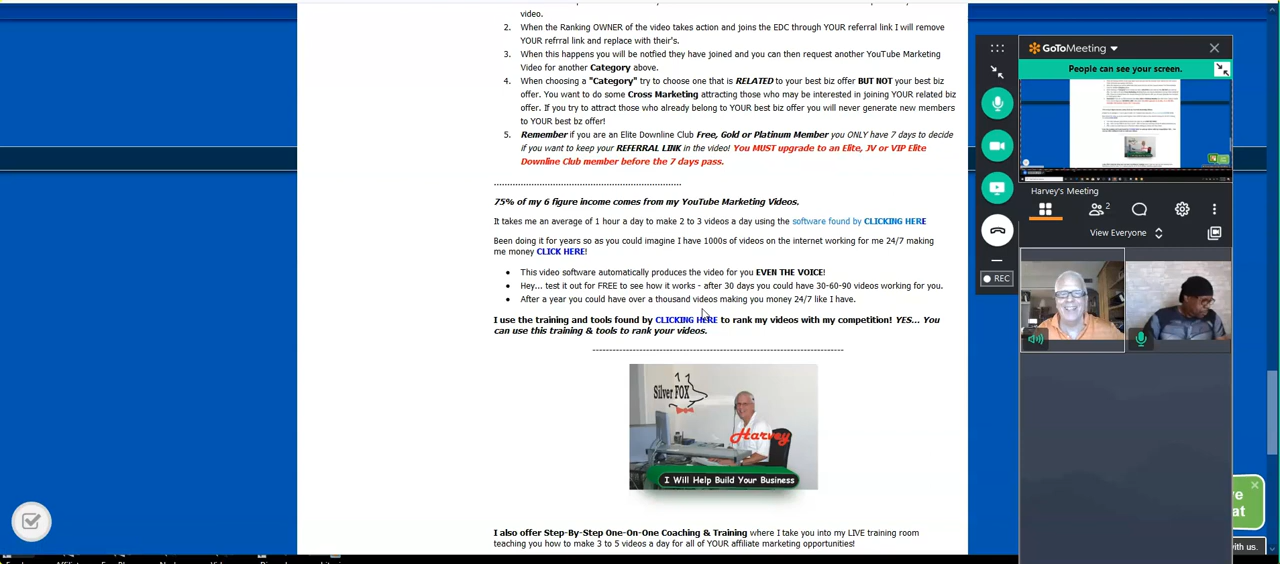 video.
2. When the Ranking OWNER of the video takes action and joins the EDC through YOUR referral link I will remove
YOUR refrral link and replace with their's.
3. When this happens you will be notified they have joined and you can then request another YouTube Marketing
Video for another Category above.
4. When choosing a "Category" try to choose one that is RELATED to your best biz offer BUT NOT your best biz
offer. You want to do some Cross Marketing attracting those who may be interested in joining YOUR related biz
offer. If you try to attract those who already belong to YOUR best biz offer you will never generate new members
to YOUR best bz offer!
5. Remember if you are an Elite Downline Club Free, Gold or Platinum Member you ONLY have 7 days to decide
if you want to keep your REFERRAL LINK in the video! You MUST upgrade to an Elite, JV or VIP Elite
Downline Club member before the 7 days pass.
75% of my 6 figure income comes from my YouTube Marketing Videos.
It takes me an average of 1 hour a day to make 2 to 3 videos a day using the software found by CLICKING HERE
Been doing it for years so as you could imagine I have 1000s of videos on the internet working for me 24/7 making
me money CLICK HERE!
• This video software automatically produces the video for you EVEN THE VOICE!
• Hey... test it out for FREE to see how it works - after 30 days you could have 30-60-90 videos working for you.
• After a year you could have over a thousand videos making you money 24/7 like I have.
I use the training and tools found by CLICKING HERE to rank my videos with my competition! YES... You
can use this training & tools to rank your videos.
Silver FOX
Harvey
I Will Help Build Your Business
I also offer Step-By-Step One-On-One Coaching & Training where I take you into my LIVE training room
teaching you how to make 3 to 5 videos a day for all of YOUR affiliate marketing opportunities!
GoToMeeting
People can see your screen.
Harvey's Meeting
2
View Everyone
REC
with us.